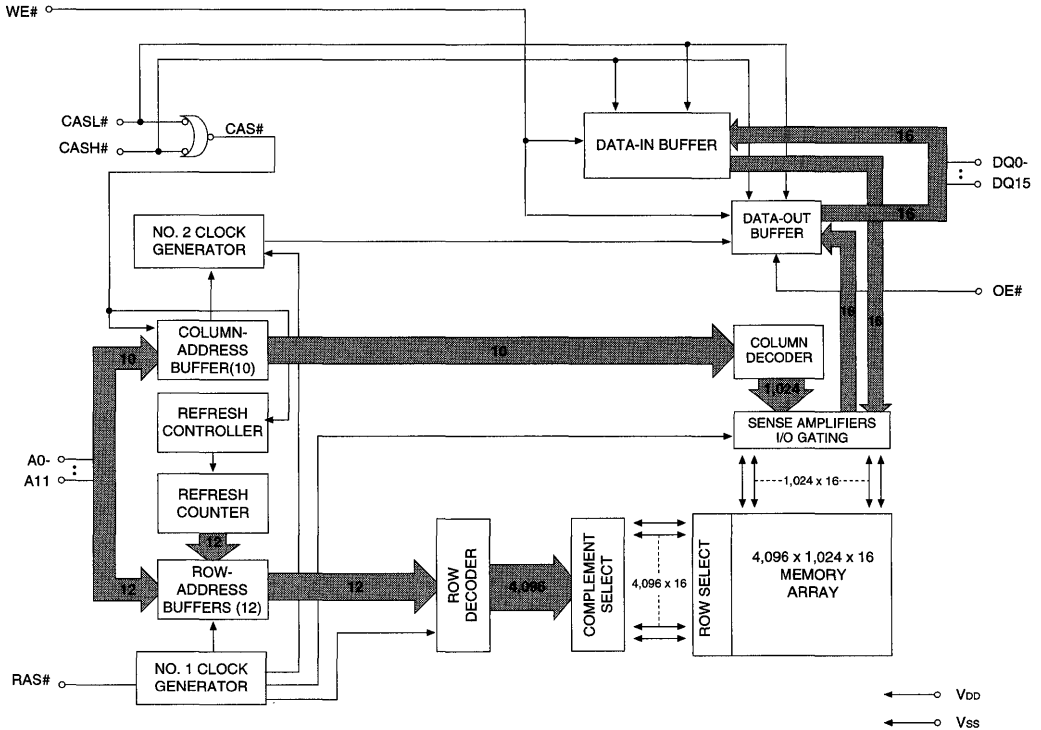 WE#
CASL#
CASH#
CAS#
DATA-IN BUFFER
16
DQ0-
DQ15
NO. 2 CLOCK
GENERATOR
DATA-OUT
BUFFER
16
OE#
16
16
COLUMN-
ADDRESS
BUFFER(10)
10
10
COLUMN
DECODER
1,024
REFRESH
CONTROLLER
SENSE AMPLIFIERS
I/O GATING
A0-
A11
REFRESH
COUNTER
1,024 x 16
12
12
ROW-
ADDRESS
BUFFERS (12)
12
ROW
DECODER
4,096
COMPLEMENT
SELECT
4,096 x 16
ROW SELECT
4,096 x 1,024 x 16
MEMORY
ARRAY
RAS#
NO. 1 CLOCK
GENERATOR
VDD
VSS